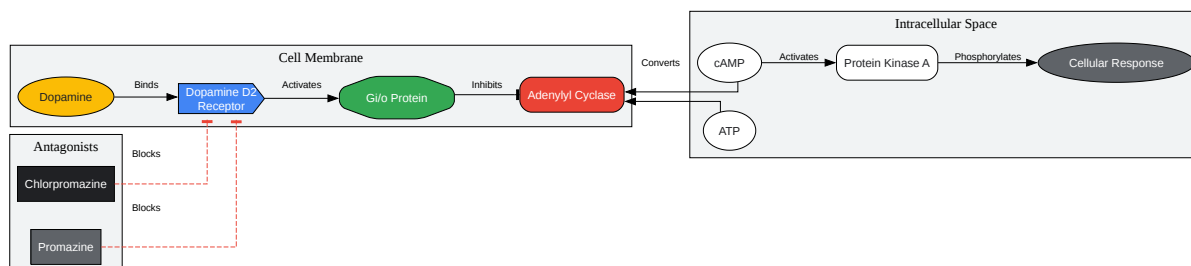 Intracellular Space
Cell Membrane
Dopamine
Binds
Dopamine D2
Receptor
Activates
Gi/o Protein
Inhibits
Adenylyl Cyclase
Converts
cAMP
Activates
Protein Kinase A
Phosphorylates
Cellular Response
ATP
Antagonists
Chlorpromazine
Blocks
Promazine
Blocks